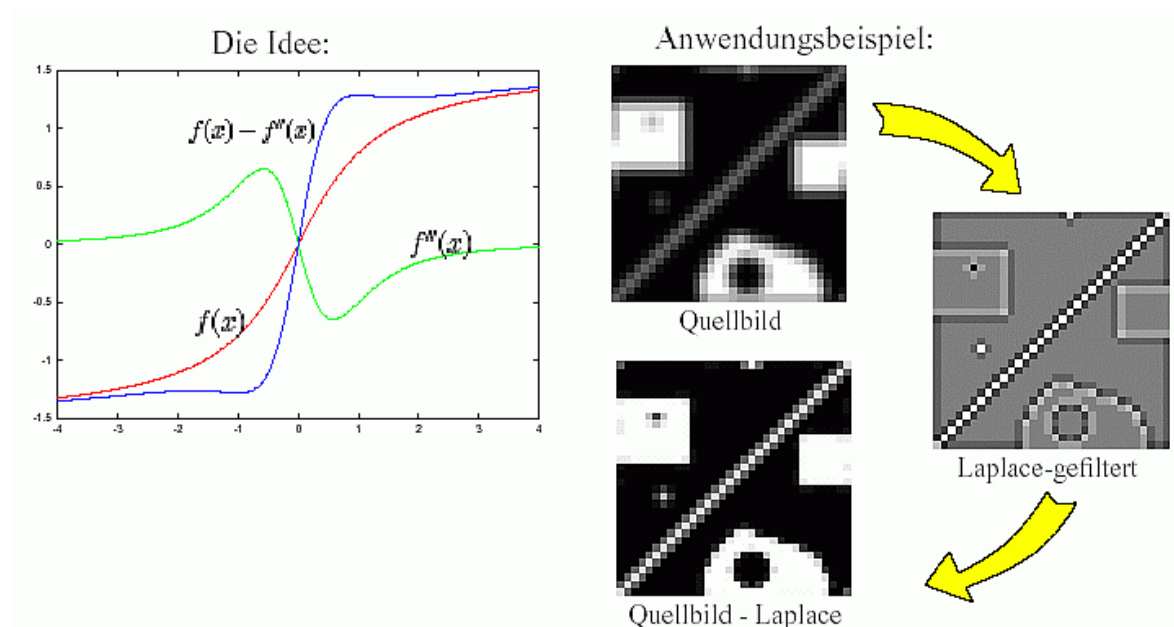 Die Idee:
1.5
1
0.5
0
-0.5
-1
-1.5
-4
-3
-2
-1
0
1
2
3
4
f(x) − f''(x)
f''(x)
f(x)
Anwendungsbeispiel:
Quellbild
Laplace-gefiltert
Quellbild - Laplace